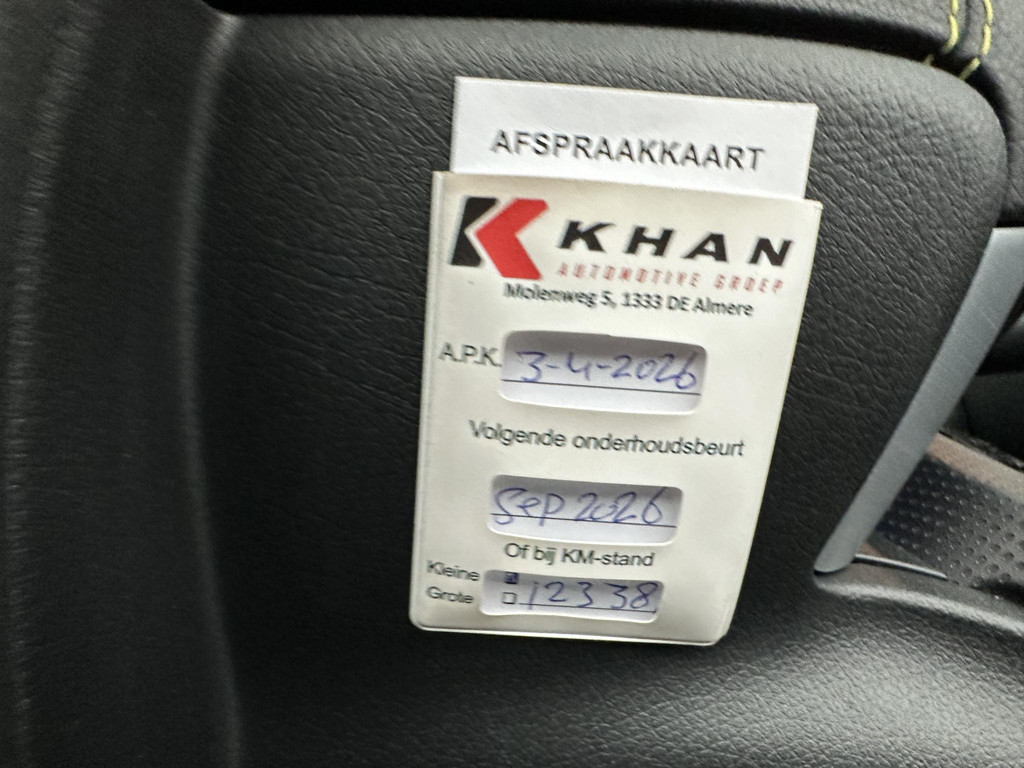 AFSPRAAKKAART
KHAN
AUTOMOTIVE GROEP
Molenweg 5, 1333 DE Almere
A.P.K. 3-4-2026
Volgende onderhoudsbeurt
Sep 2026
Of bij KM-stand
Kleine
Grote 12338